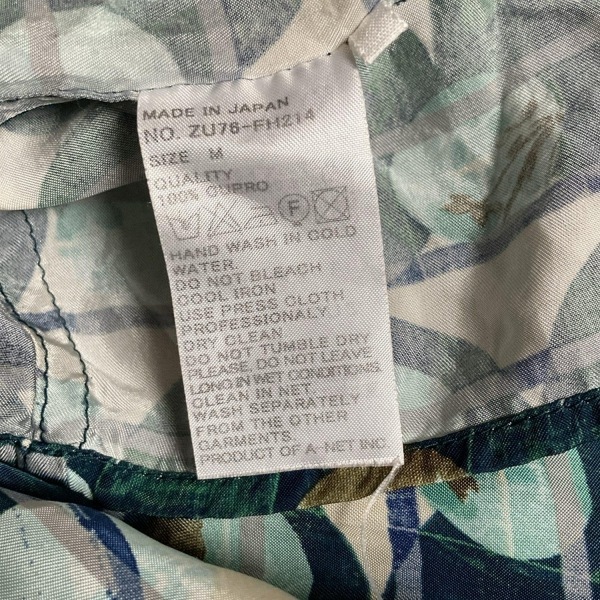 MADE IN JAPAN
NO. ZU76-FH214
SIZE M
QUALITY
100% CUPRO
F
HAND WASH IN COLD
WATER.
DO NOT BLEACH
COOL IRON
USE PRESS CLOTH
PROFESSIONALY
DRY CLEAN
DO NOT TUMBLE DRY
PLEASE, DO NOT LEAVE
LONG IN WET CONDITIONS.
CLEAN IN NET.
WASH SEPARATELY
FROM THE OTHER
GARMENTS.
PRODUCT OF A-NET INC